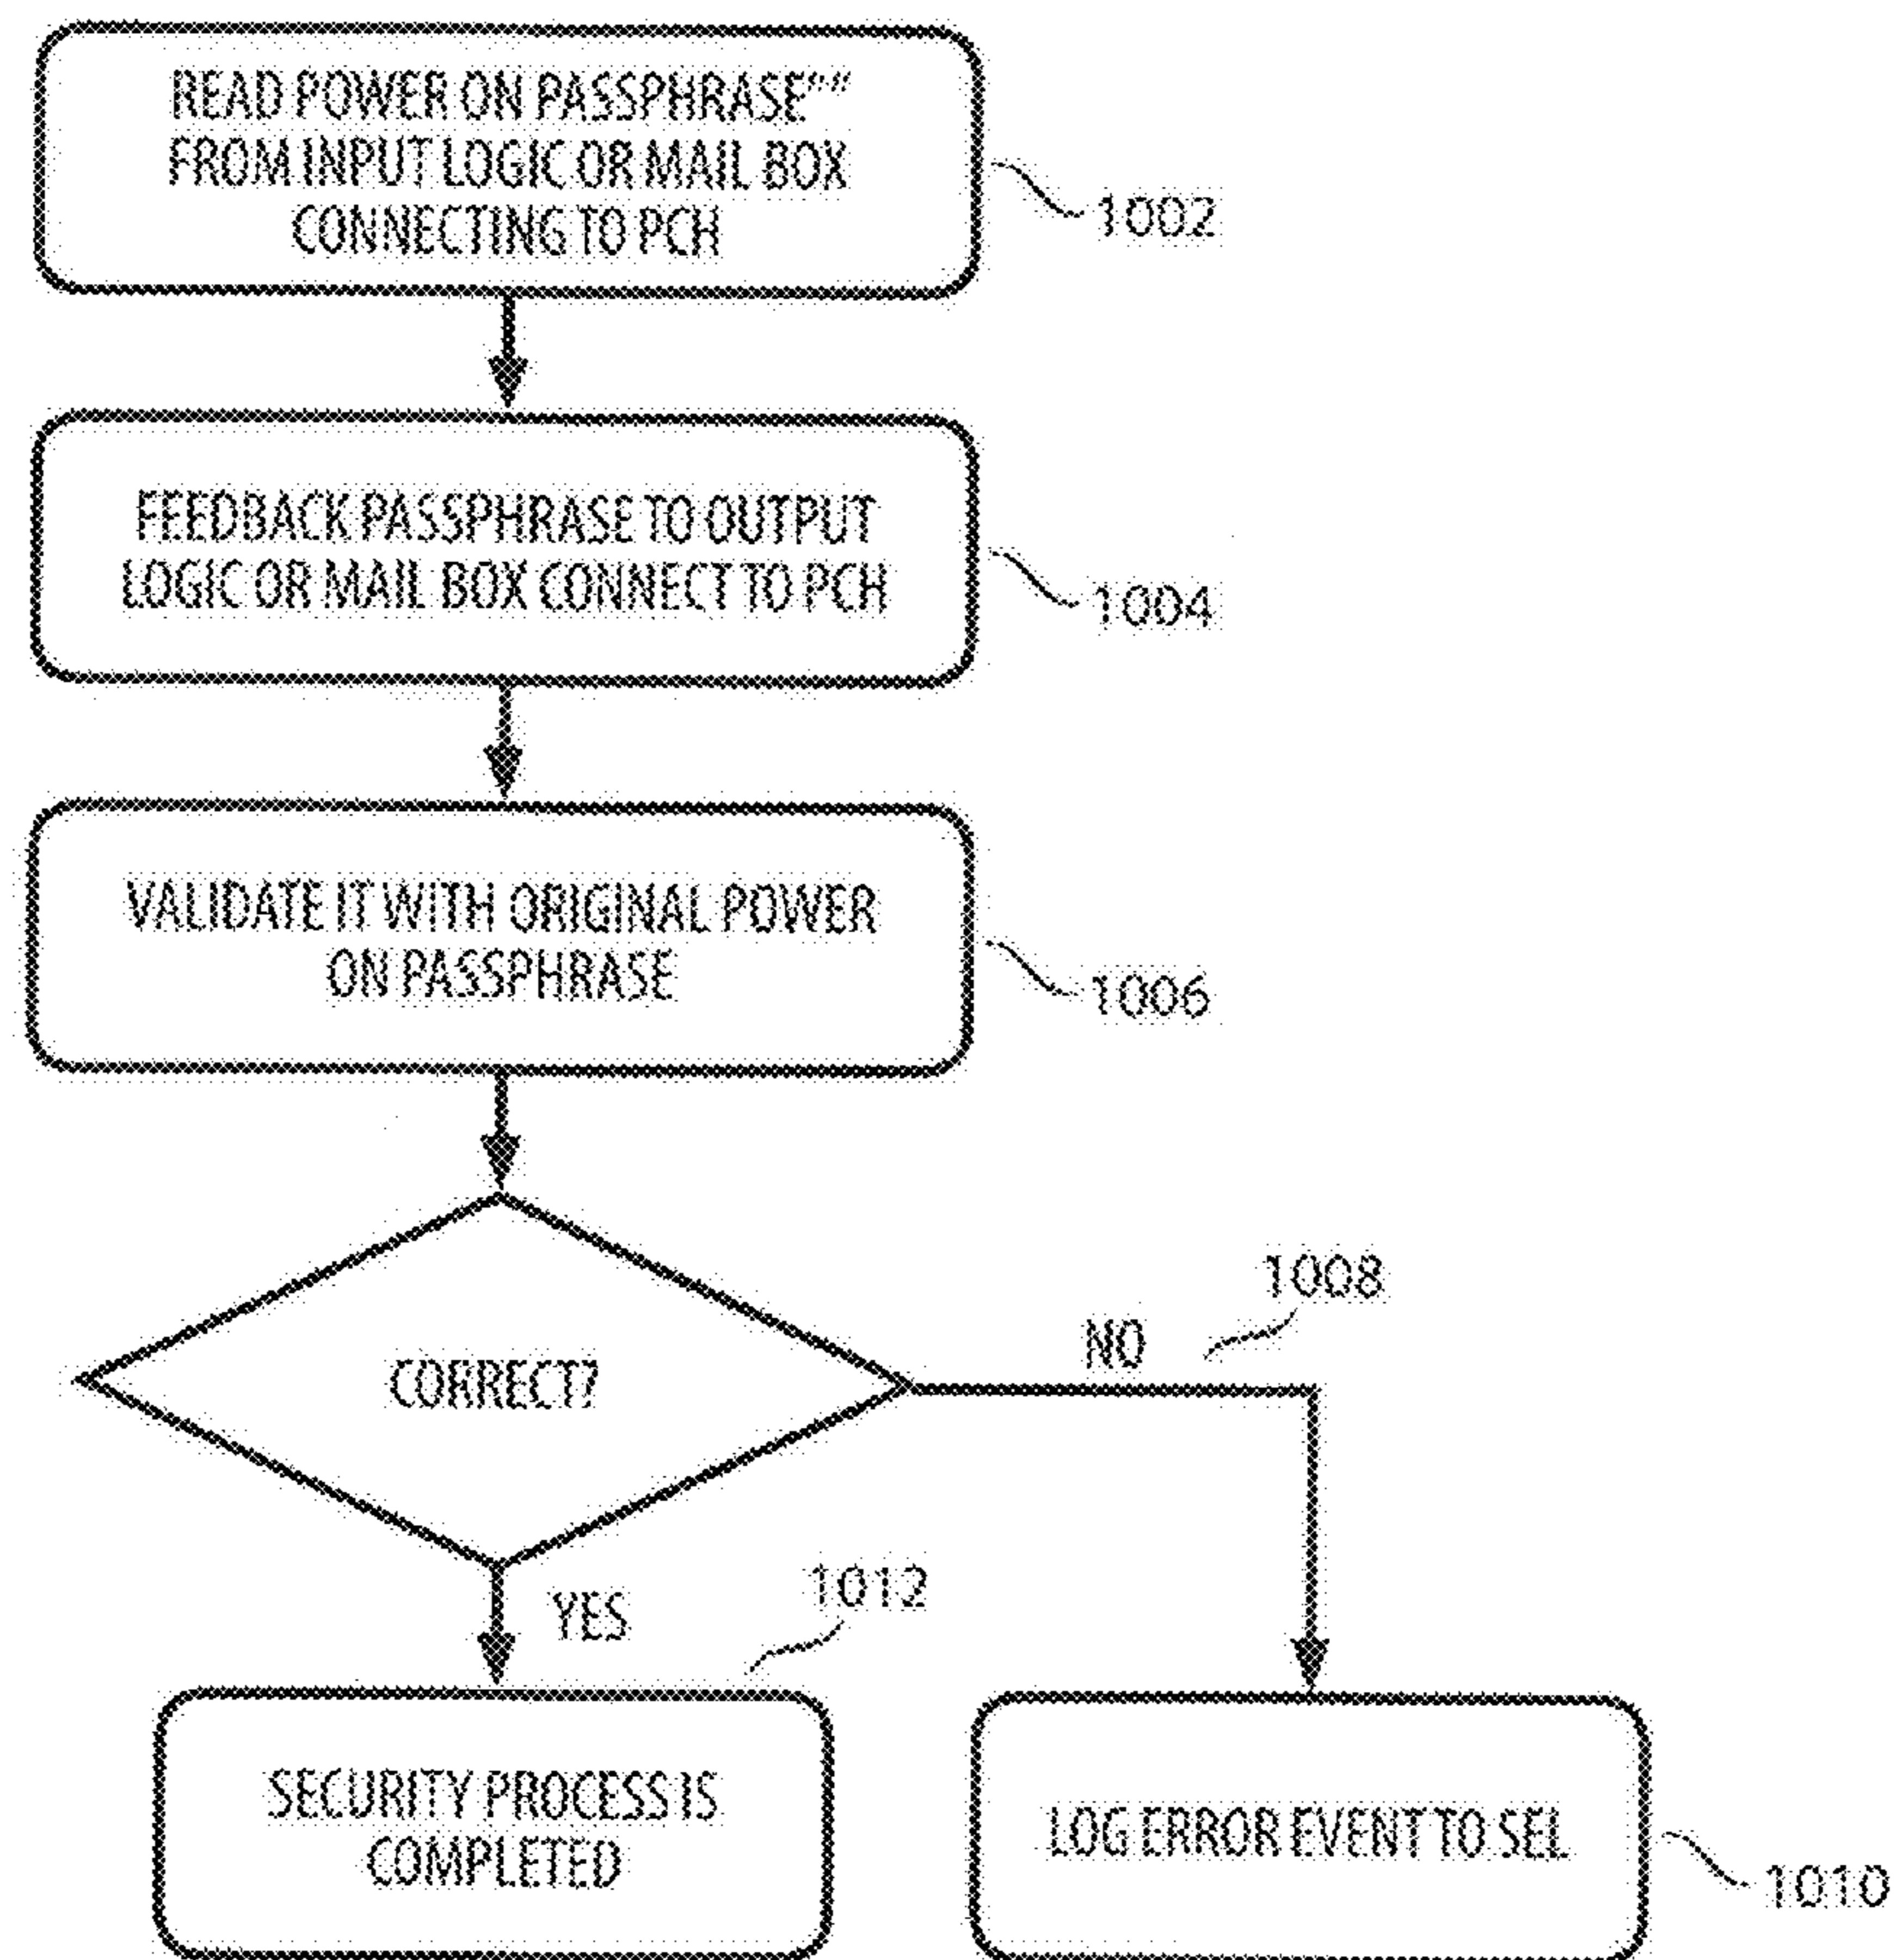 READ POWER ON PASSPHRASE“”
FROM INPUT LOGIC OR MAIL BOX
CONNECTING TO PCH
1002
FEEDBACK PASSPHRASE TO OUTPUT
LOGIC OR MAIL BOX CONNECT TO PCH
1004
VALIDATE IT WITH ORIGINAL POWER
ON PASSPHRASE
1006
CORRECT?
NO
1008
YES
1012
SECURITY PROCESS IS
COMPLETED
LOG ERROR EVENT TO SEL
1010